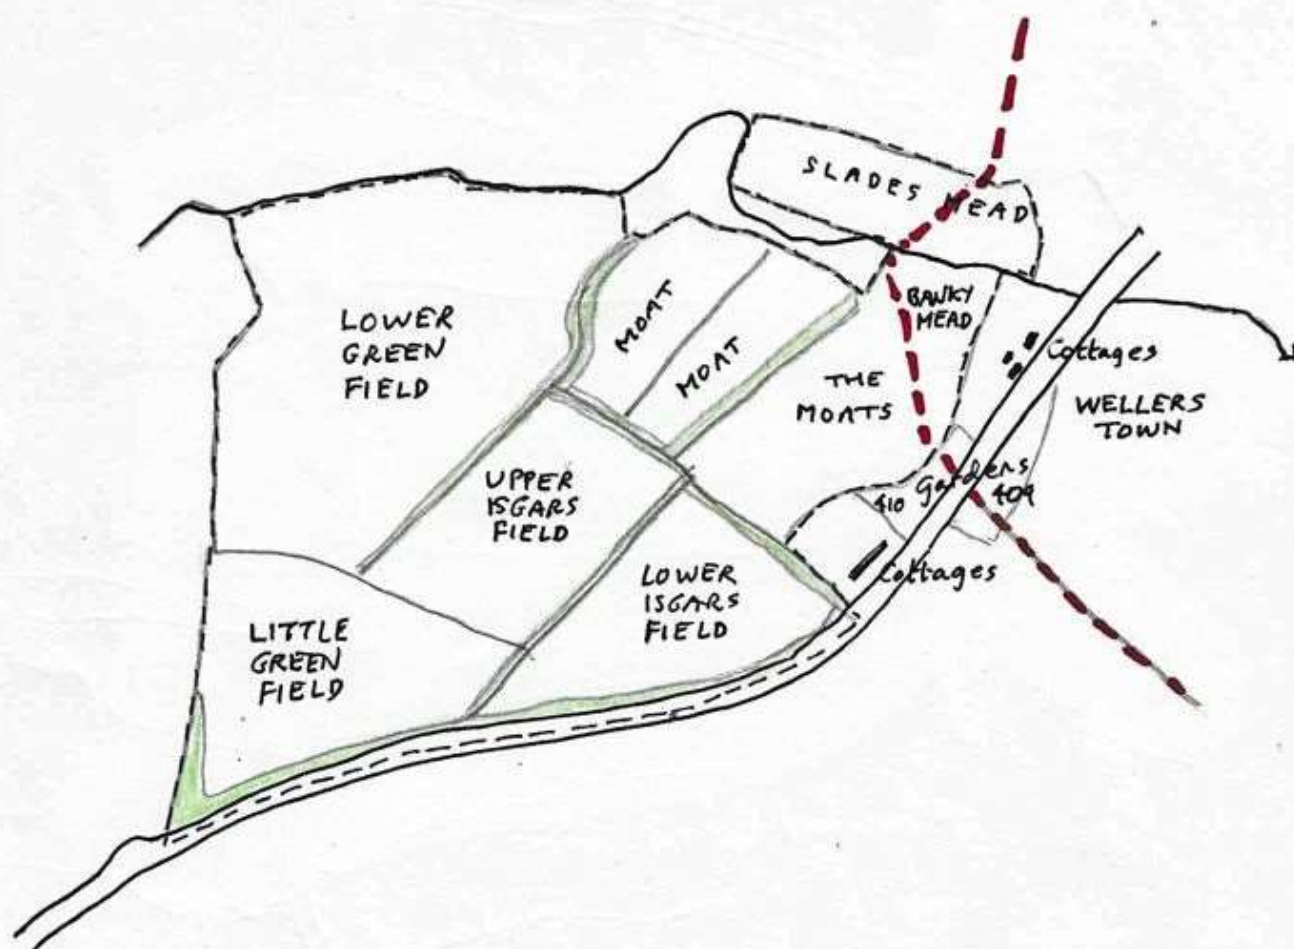 SLADES MEAD
LOWER
GREEN
FIELD
MOAT
MOAT
BANKY
MEAD
THE
MOATS
Cottages
WELLERS
TOWN
UPPER
ISGARS
FIELD
410
Gardens
409
LOWER
ISGARS
FIELD
Cottages
LITTLE
GREEN
FIELD